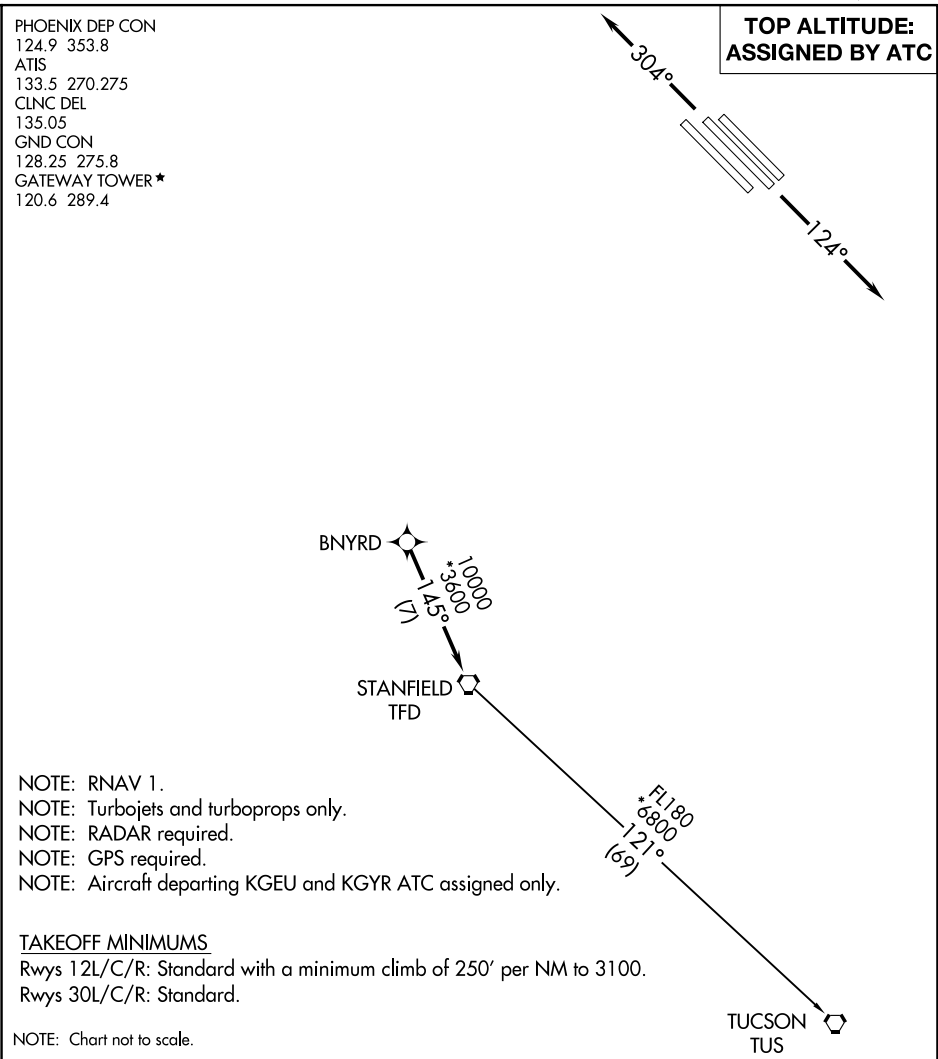 PHOENIX DEP CON
124.9 353.8
ATIS
133.5 270.275
CLNC DEL
135.05
GND CON
128.25 275.8
GATEWAY TOWER★
120.6 289.4
TOP ALTITUDE:
ASSIGNED BY ATC
304°
124°
BNYRD
10000
*3600
145°
(7)
STANFIELD
TFD
FL180
*6800
121°
(69)
NOTE: RNAV 1.
NOTE: Turbojets and turboprops only.
NOTE: RADAR required.
NOTE: GPS required.
NOTE: Aircraft departing KGEU and KGYR ATC assigned only.
TAKEOFF MINIMUMS
Rwys 12L/C/R: Standard with a minimum climb of 250' per NM to 3100.
Rwys 30L/C/R: Standard.
NOTE: Chart not to scale.
TUCSON
TUS